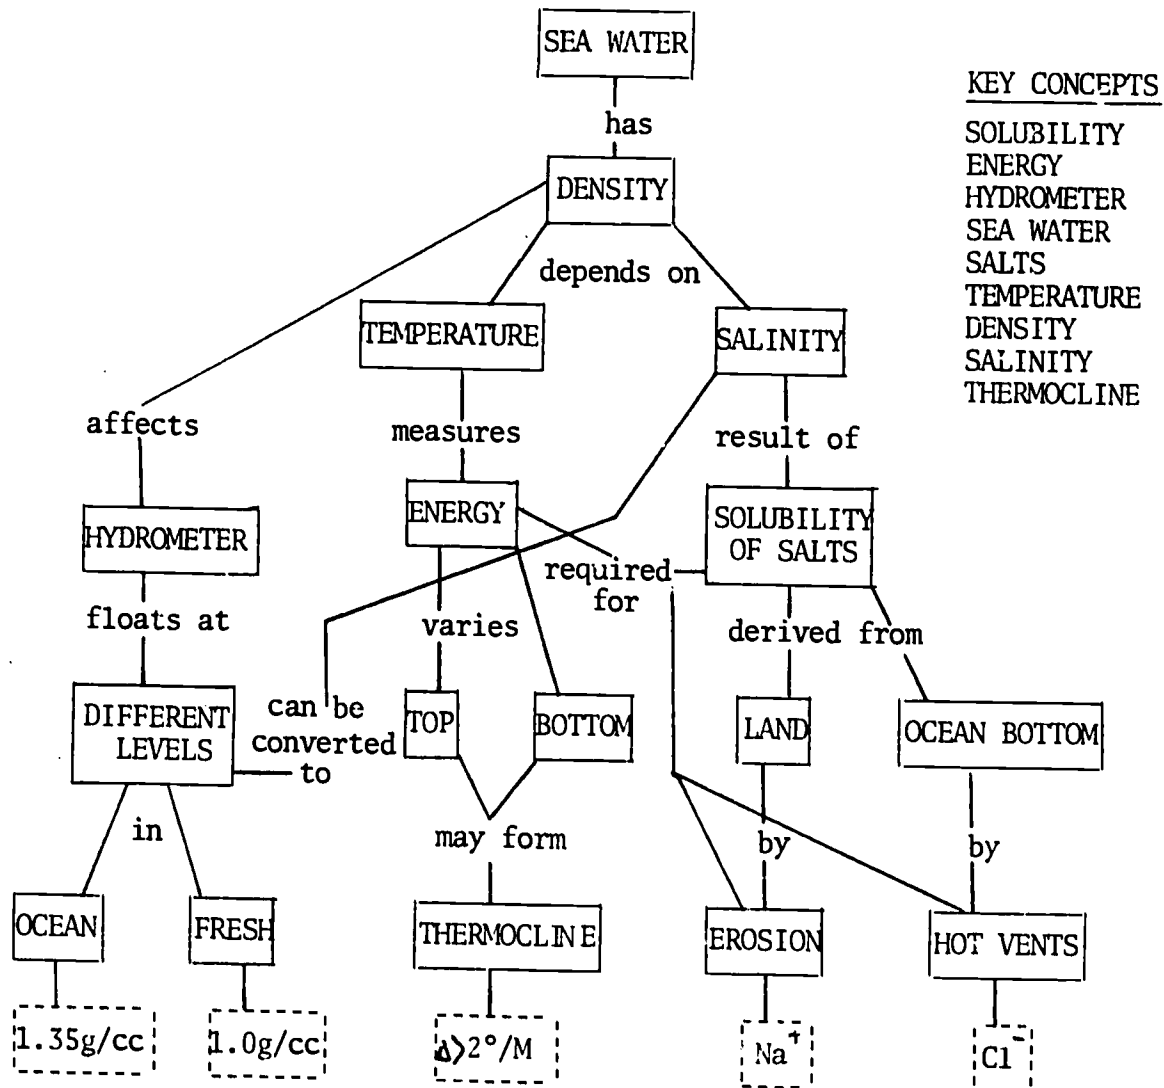 SEA WATER
has
DENSITY
depends on
TEMPERATURE
SALINITY
affects
measures
result of
HYDROMETER
ENERGY
SOLUBILITY
OF SALTS
required
for
floats at
varies
derived from
DIFFERENT
LEVELS
can be
converted
to
TOP
BOTTOM
LAND
OCEAN BOTTOM
in
may form
by
by
OCEAN
FRESH
THERMOCLINE
EROSION
HOT VENTS
1.35g/cc
1.0g/cc
Δ>2°/M
Na⁺
Cl⁻
KEY CONCEPTS
SOLUBILITY
ENERGY
HYDROMETER
SEA WATER
SALTS
TEMPERATURE
DENSITY
SALINITY
THERMOCLINE